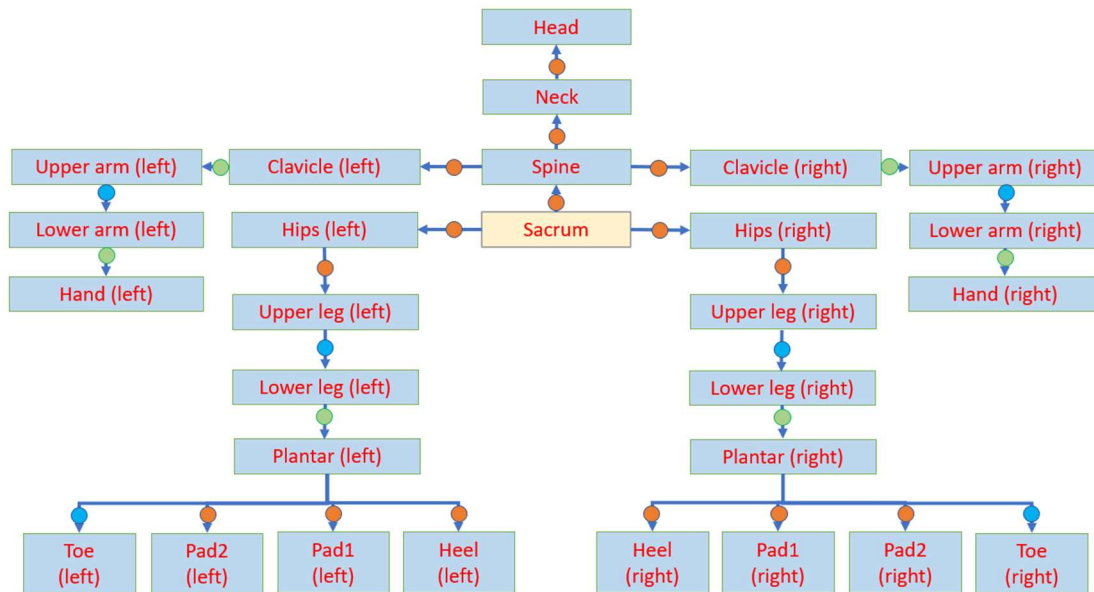 Head
Neck
Upper arm (left)
Clavicle (left)
Spine
Clavicle (right)
Upper arm (right)
Lower arm (left)
Hips (left)
Sacrum
Hips (right)
Lower arm (right)
Hand (left)
Hand (right)
Upper leg (left)
Upper leg (right)
Lower leg (left)
Lower leg (right)
Plantar (left)
Plantar (right)
Toe
(left)
Pad2
(left)
Pad1
(left)
Heel
(left)
Heel
(right)
Pad1
(right)
Pad2
(right)
Toe
(right)